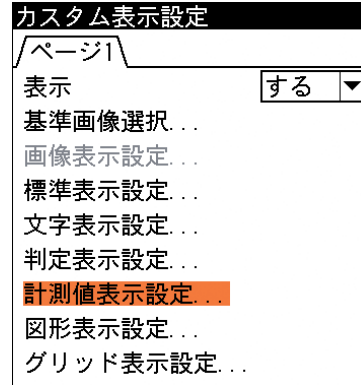 カスタム表示設定
ページ1
表示 する
基準画像選択...
画像表示設定...
標準表示設定...
文字表示設定...
判定表示設定...
計測値表示設定...
図形表示設定...
グリッド表示設定...